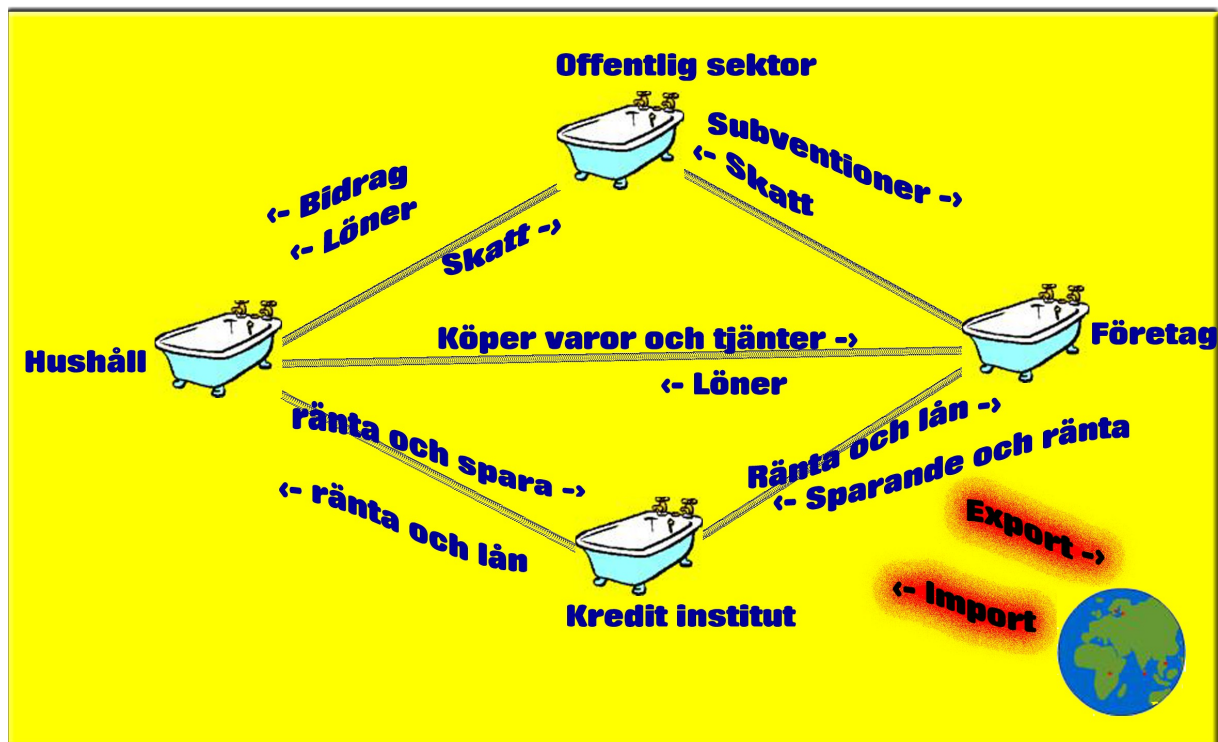 Offentlig sektor
Subventioner ->
<- Skatt
<- Bidrag
<- Löner
Skatt ->
Hushåll
Köper varor och tjänter ->
<- Löner
Företag
ränta och spara ->
<- ränta och lån
Ränta och lån ->
<- Sparande och ränta
Kredit institut
Export ->
<- Import